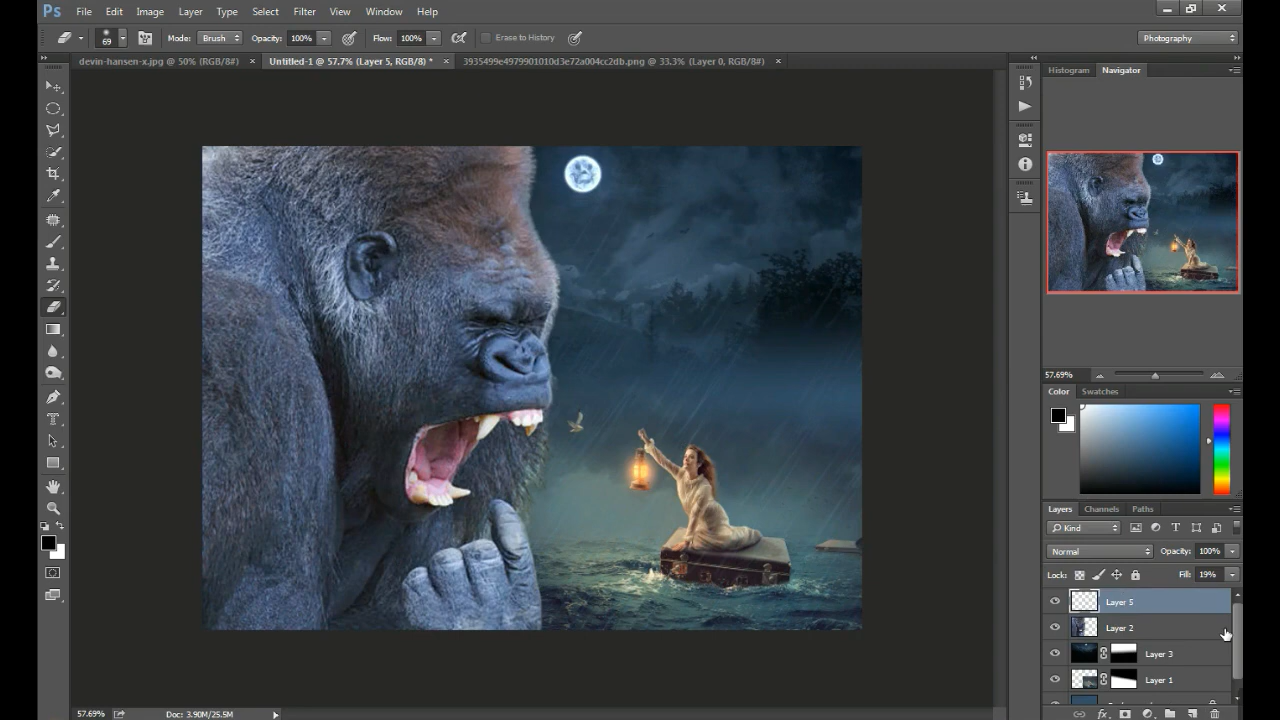 Ps File Edit Image Layer Type Select Filter View Window Help
69 Mode: Brush Opacity: 100% Flow: 100% Erase to History Photography
devin-hansen-x.jpg @ 50% (RGB/8#) × Untitled-1 @ 57.7% (Layer 5, RGB/8) * × 3935499e4979901010d3e72a004cc2db.png @ 33.3% (Layer 0, RGB/8#) ×
Histogram Navigator
57.69%
Color Swatches
Layers Channels Paths
Kind
Normal Opacity: 100%
Lock: Fill: 19%
Layer 5
Layer 2
Layer 3
Layer 1
57.69% Doc: 3.90M/25.5M